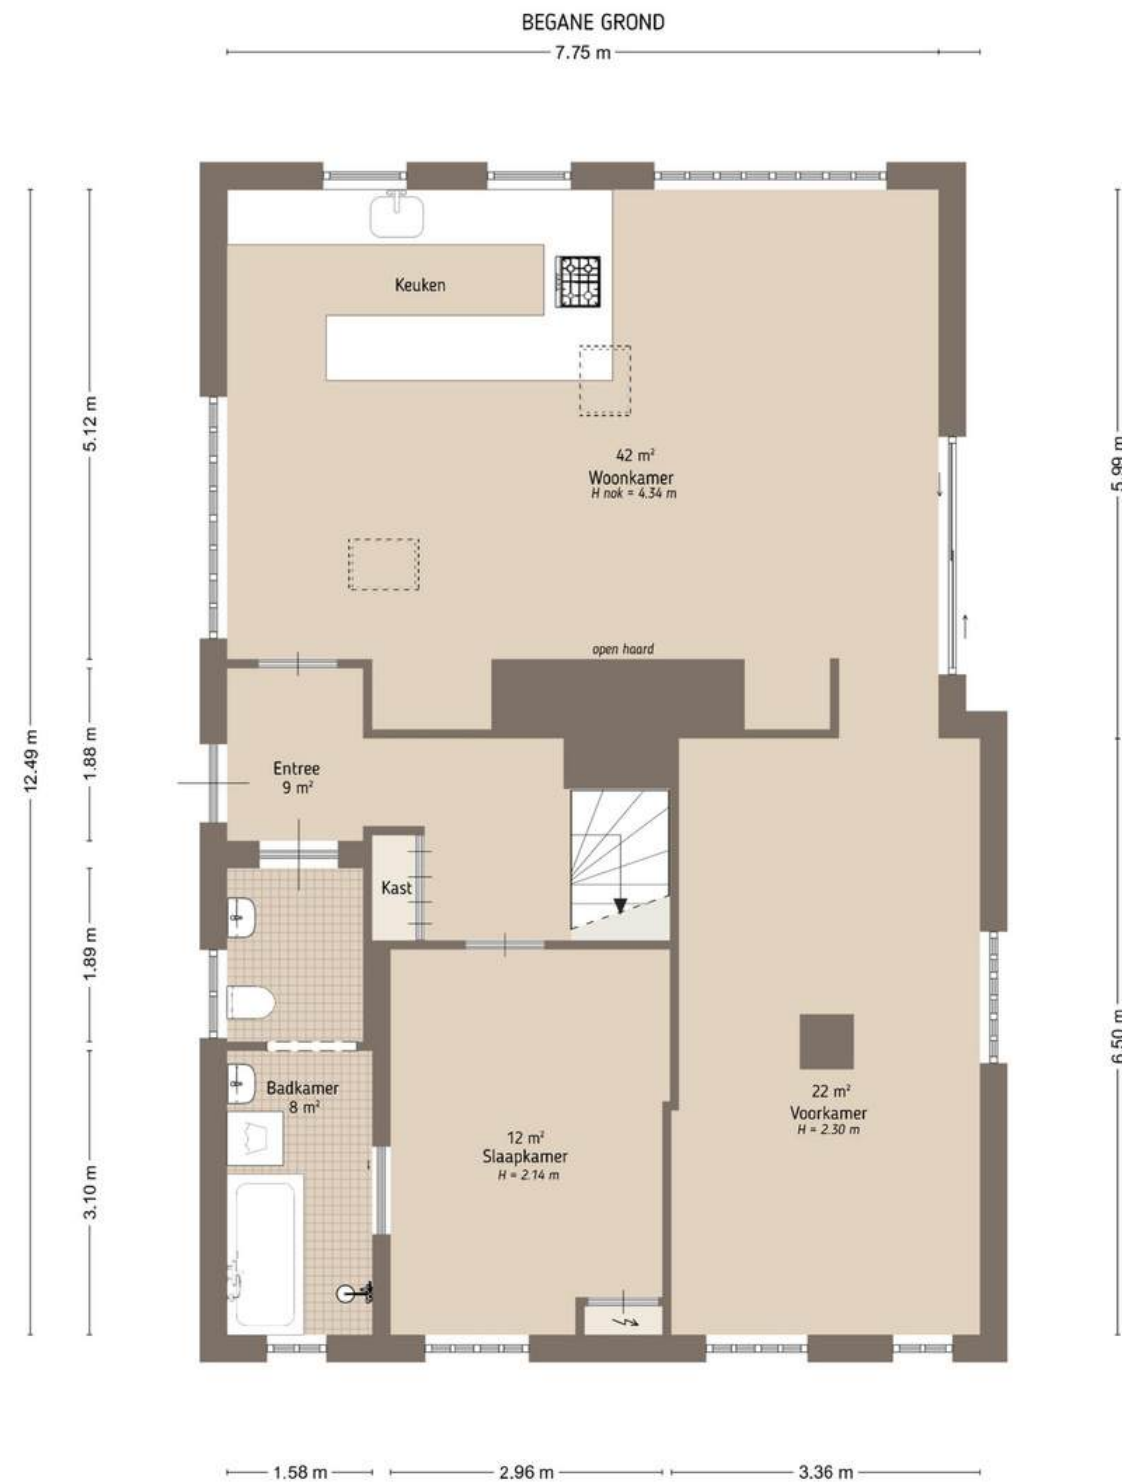 BEGANE GROND
7.75 m
Keuken
5.12 m
5.99 m
42 m²
Woonkamer
H nok = 4.34 m
open haard
12.49 m
1.88 m
Entree
9 m²
Kast
1.89 m
6.50 m
Badkamer
8 m²
22 m²
Voorkamer
H = 2.30 m
12 m²
Slaapkamer
H = 2.14 m
3.10 m
1.58 m
2.96 m
3.36 m